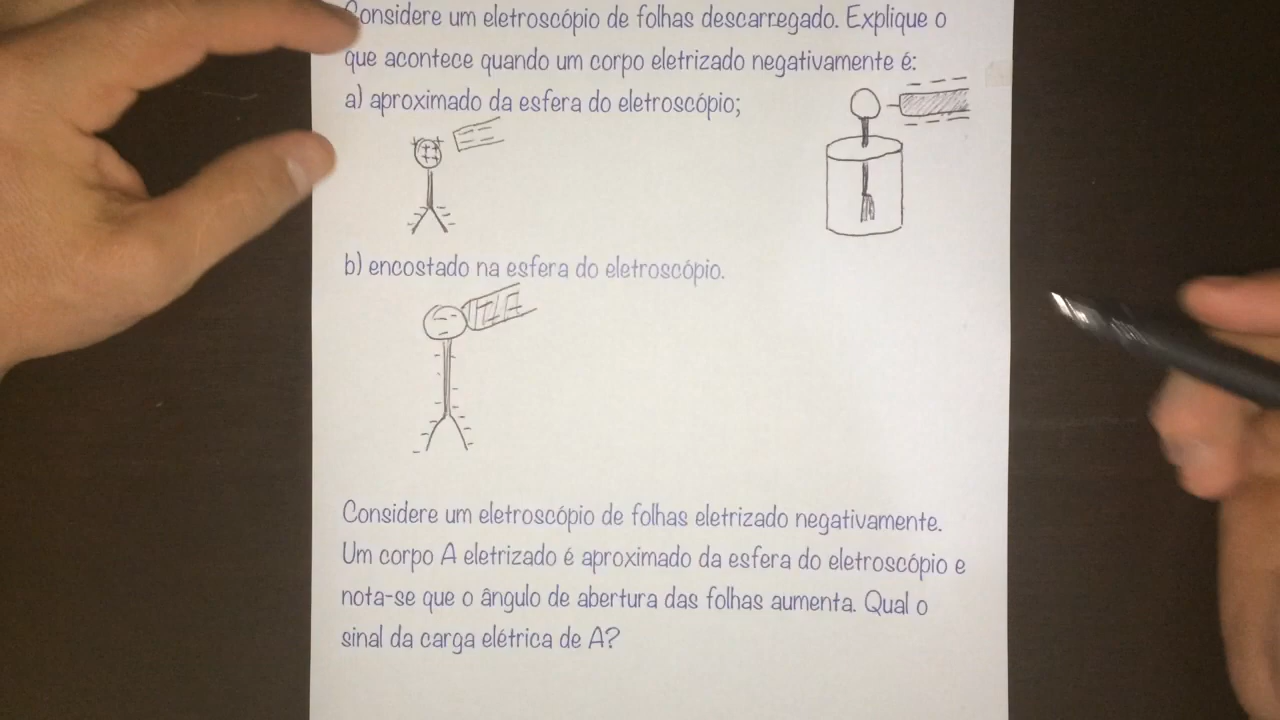 Considere um eletroscópio de folhas descarregado. Explique o
que acontece quando um corpo eletrizado negativamente é:
a) aproximado da esfera do eletroscópio;
b) encostado na esfera do eletroscópio.
Considere um eletroscópio de folhas eletrizado negativamente.
Um corpo A eletrizado é aproximado da esfera do eletroscópio e
nota-se que o ângulo de abertura das folhas aumenta. Qual o
sinal da carga elétrica de A?